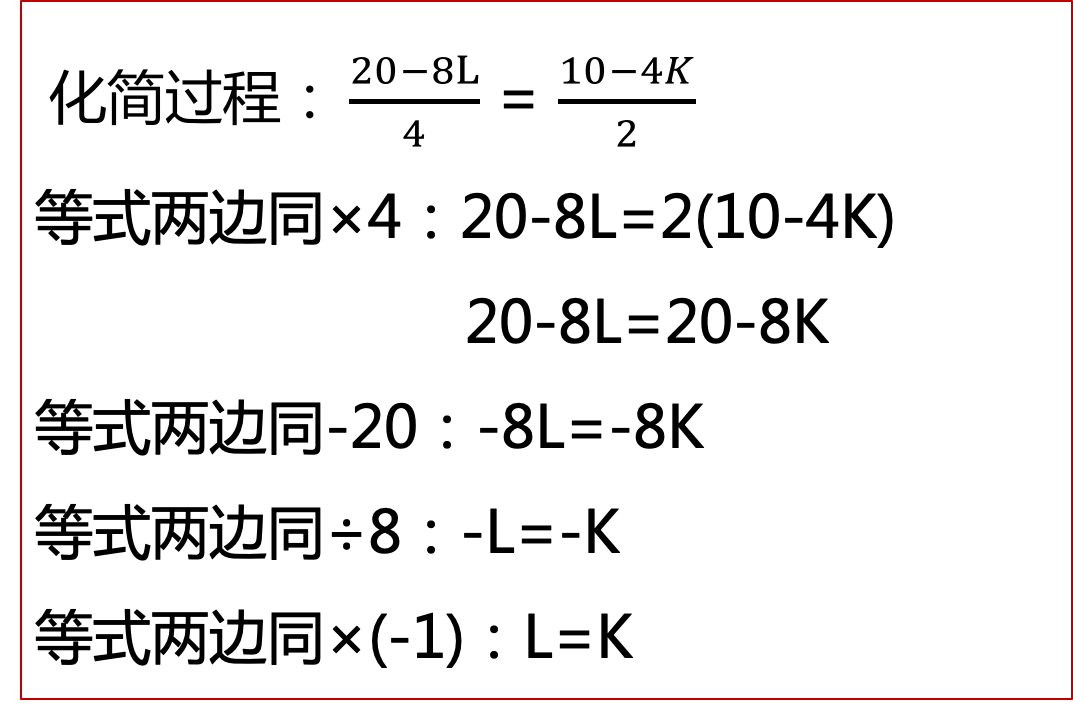 化简过程：\frac{20-8L}{4} = \frac{10-4K}{2}
等式两边同×4：20-8L=2(10-4K)
20-8L=20-8K
等式两边同-20：-8L=-8K
等式两边同÷8：-L=-K
等式两边同×(-1)：L=K